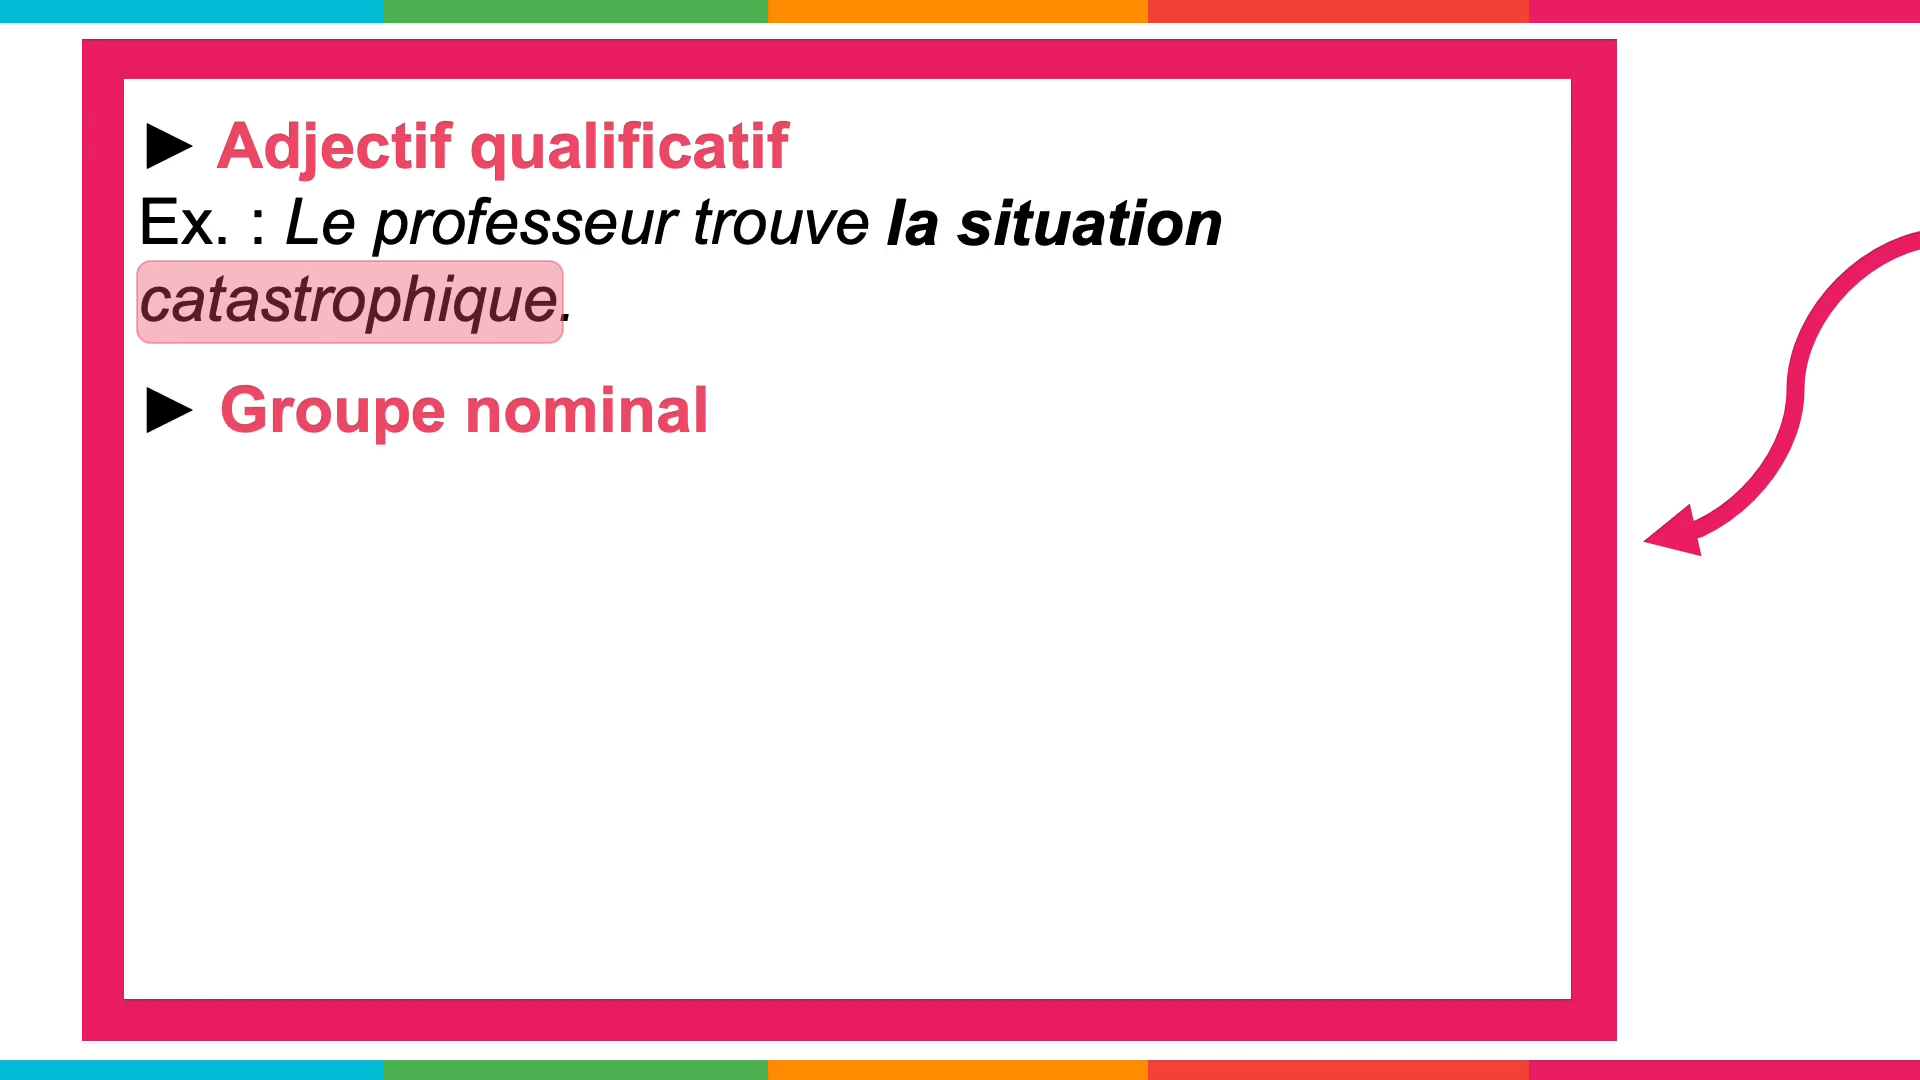 ► Adjectif qualificatif
Ex. : Le professeur trouve la situation
catastrophique.
► Groupe nominal